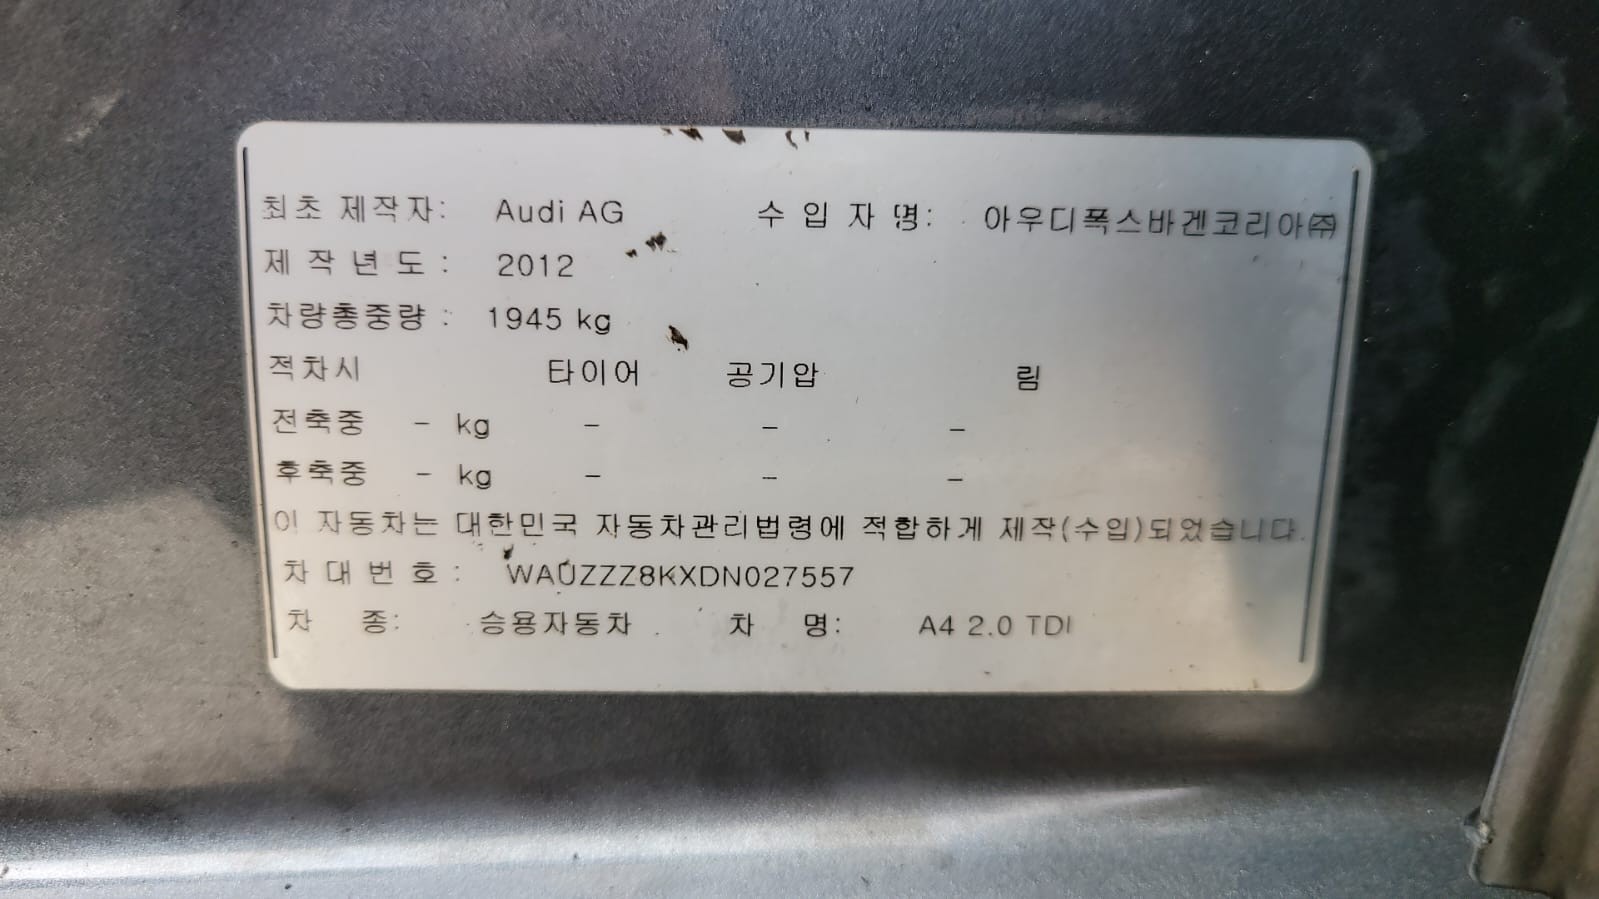 최초 제작자: Audi AG 수 입 자 명: 아우디폭스바겐코리아㈜
제 작 년 도 : 2012
차량총중량 : 1945 kg
적차시 타이어 공기압 림
전축중 - kg - - -
후축중 - kg - - -
이 자동차는 대한민국 자동차관리법령에 적합하게 제작(수입)되었습니다.
차 대 번 호 : WAUZZZ8KXDN027557
차 종: 승용자동차 차 명: A4 2.0 TDI